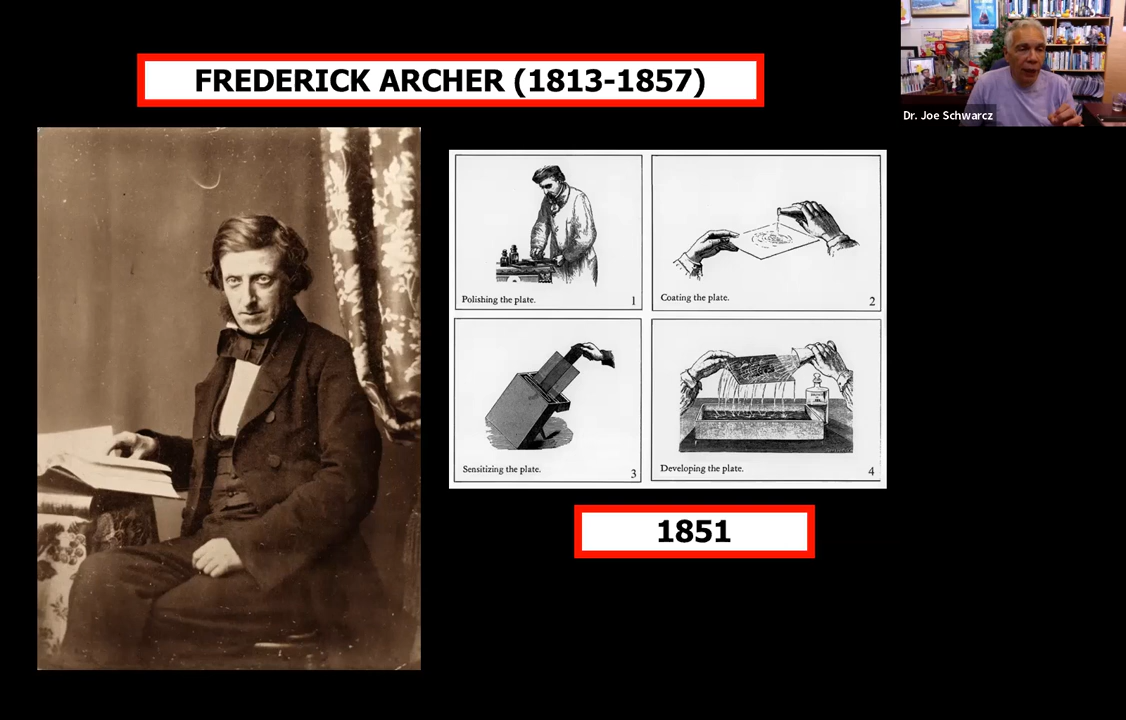 FREDERICK ARCHER (1813-1857)
Dr. Joe Schwarcz
Polishing the plate. 1
Coating the plate. 2
Sensitizing the plate. 3
Developing the plate. 4
1851